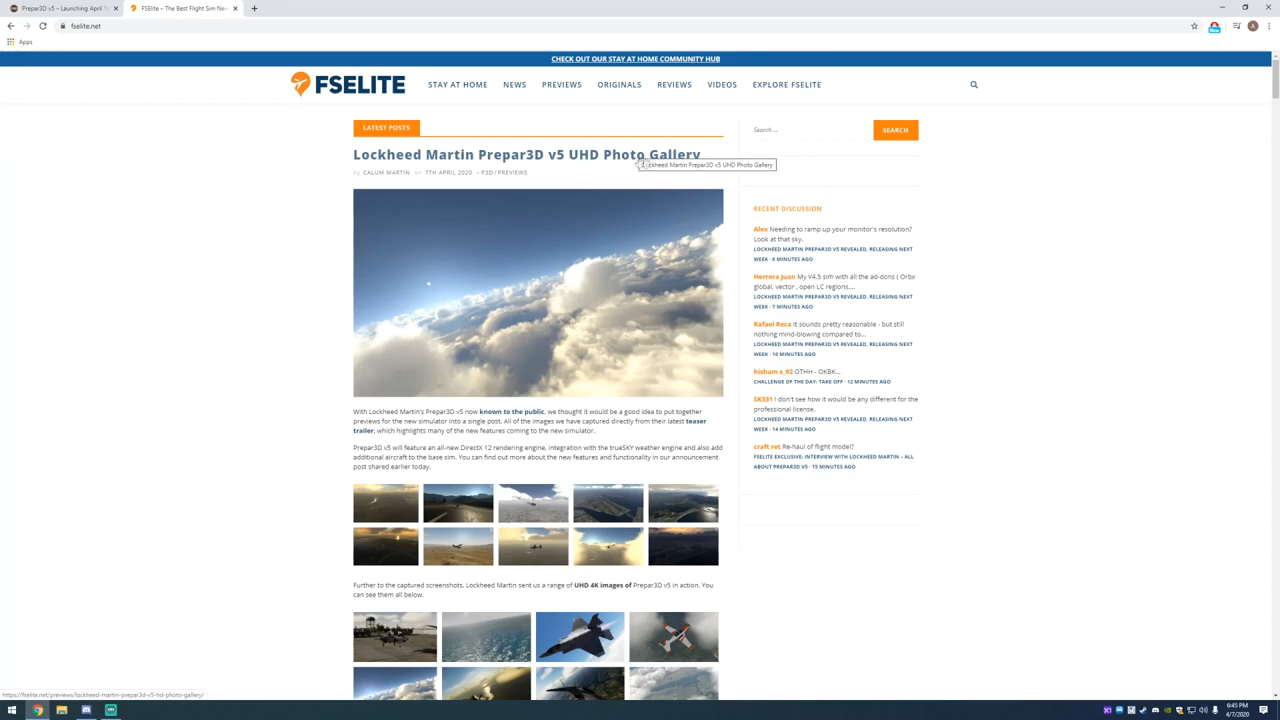 Prepar3D v5 – Launching April 1
FSElite – The Best Flight Sim Ne
fselite.net
Apps
CHECK OUT OUR STAY AT HOME COMMUNITY HUB
FSELITE
STAY AT HOME
NEWS
PREVIEWS
ORIGINALS
REVIEWS
VIDEOS
EXPLORE FSELITE
LATEST POSTS
Lockheed Martin Prepar3D v5 UHD Photo Gallery
Lockheed Martin Prepar3D v5 UHD Photo Gallery
by CALUM MARTIN on 7TH APRIL 2020 - P3D / PREVIEWS
With Lockheed Martin's Prepar3D v5 now known to the public, we thought it would be a good idea to put together
previews for the new simulator into a single post. All of the images we have captured directly from their latest teaser
trailer, which highlights many of the new features coming to the new simulator.
Prepar3D v5 will feature an all-new DirectX 12 rendering engine, integration with the trueSKY weather engine and also add
additional aircraft to the base sim. You can find out more about the new features and functionality in our announcement
post shared earlier today.
Further to the captured screenshots, Lockheed Martin sent us a range of UHD 4K images of Prepar3D v5 in action. You
can see them all below.
Search ...
SEARCH
RECENT DISCUSSION
Alex Needing to ramp up your monitor's resolution?
Look at that sky.
LOCKHEED MARTIN PREPAR3D V5 REVEALED, RELEASING NEXT
WEEK · 6 MINUTES AGO
Herrera Juan My V4.5 sim with all the ad-dons ( Orbx
global, vector , open LC regions,...
LOCKHEED MARTIN PREPAR3D V5 REVEALED, RELEASING NEXT
WEEK · 7 MINUTES AGO
Rafael Reca It sounds pretty reasonable - but still
nothing mind-blowing compared to...
LOCKHEED MARTIN PREPAR3D V5 REVEALED, RELEASING NEXT
WEEK · 10 MINUTES AGO
hisham s_92 OTHH - OKBK...
CHALLENGE OF THE DAY: TAKE OFF · 12 MINUTES AGO
SK331 I don't see how it would be any different for the
professional license.
LOCKHEED MARTIN PREPAR3D V5 REVEALED, RELEASING NEXT
WEEK · 14 MINUTES AGO
craft ret Re-haul of flight model?
FSELITE EXCLUSIVE: INTERVIEW WITH LOCKHEED MARTIN – ALL
ABOUT PREPAR3D V5 · 15 MINUTES AGO
https://fselite.net/previews/lockheed-martin-prepar3d-v5-hd-photo-gallery/
6:45 PM
4/7/2020